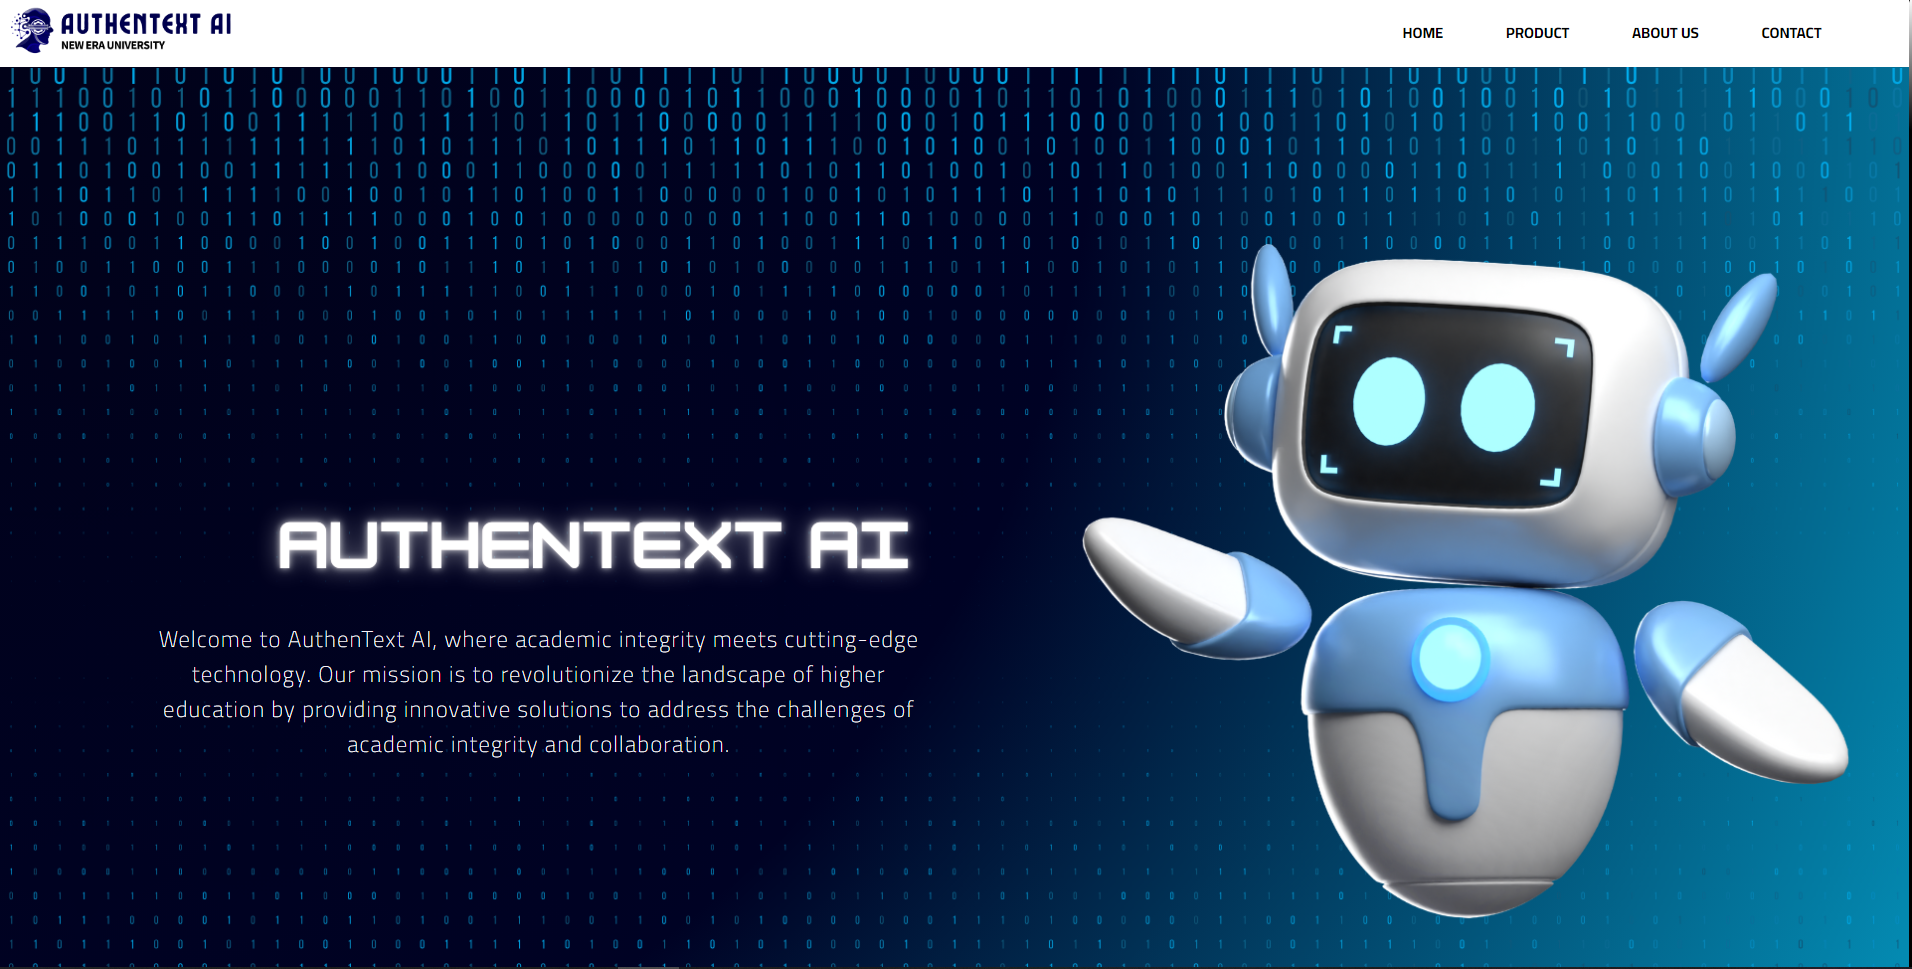 AUTHENTEXT AI
NEW ERA UNIVERSITY
HOME PRODUCT ABOUT US CONTACT
AUTHENTEXT AI
Welcome to AuthenText AI, where academic integrity meets cutting-edge
technology. Our mission is to revolutionize the landscape of higher
education by providing innovative solutions to address the challenges of
academic integrity and collaboration.